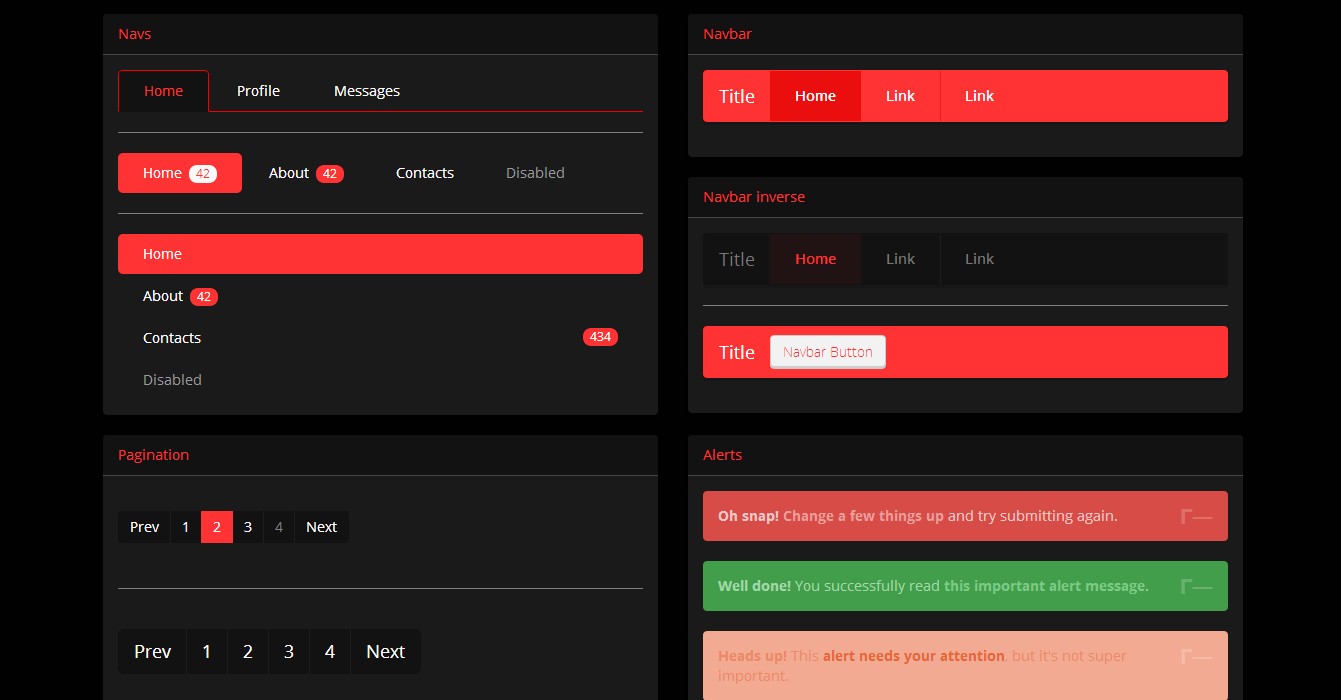 Navs
Home Profile Messages
Home 42 About 42 Contacts Disabled
Home
About 42
Contacts 434
Disabled
Navbar
Title Home Link Link
Navbar inverse
Title Home Link Link
Title Navbar Button
Pagination
Prev 1 2 3 4 Next
Prev 1 2 3 4 Next
Alerts
Oh snap! Change a few things up and try submitting again.
Well done! You successfully read this important alert message.
Heads up! This alert needs your attention, but it's not super
important.